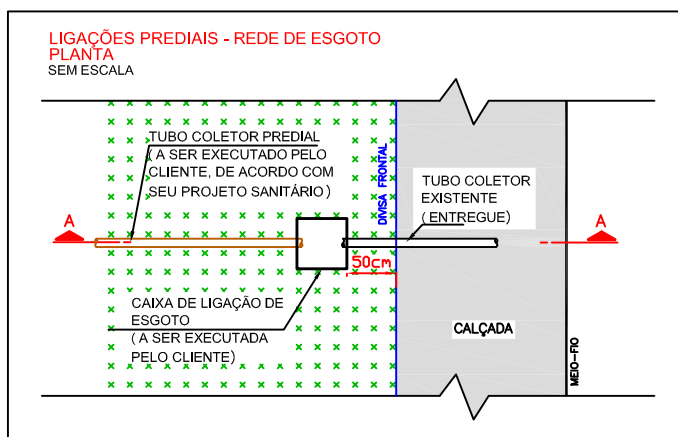 LIGAÇÕES PREDIAIS - REDE DE ESGOTO
PLANTA
SEM ESCALA
TUBO COLETOR PREDIAL
( A SER EXECUTADO PELO
CLIENTE, DE ACORDO COM
SEU PROJETO SANITÁRIO )
DIVISA FRONTAL
TUBO COLETOR
EXISTENTE
( ENTREGUE)
A
A
50cm
CAIXA DE LIGAÇÃO DE
ESGOTO
( A SER EXECUTADA
PELO CLIENTE)
CALÇADA
MEIO-FIO